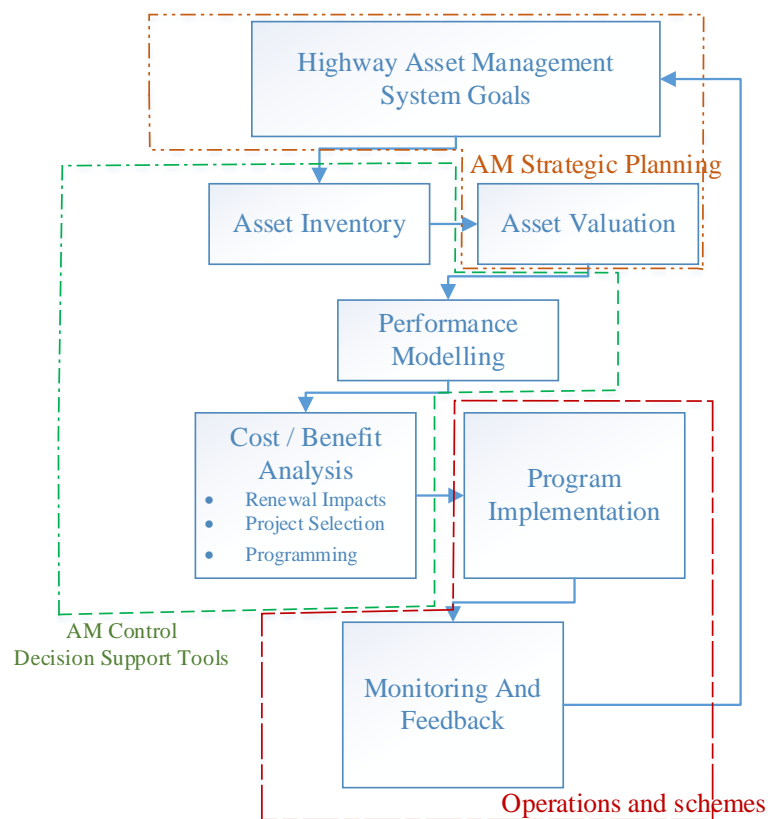 Highway Asset Management
System Goals
AM Strategic Planning
Asset Inventory
Asset Valuation
Performance
Modelling
Cost / Benefit
Analysis
• Renewal Impacts
• Project Selection
• Programming
Program
Implementation
AM Control
Decision Support Tools
Monitoring And
Feedback
Operations and schemes